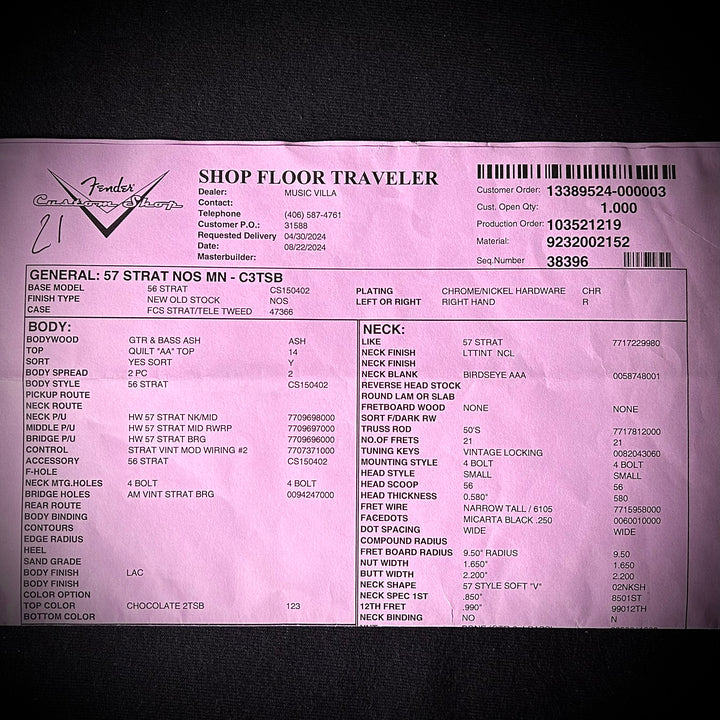 Fender
Custom Shop
21
SHOP FLOOR TRAVELER
Dealer: MUSIC VILLA
Contact:
Telephone (406) 587-4761
Customer P.O.: 31588
Requested Delivery 04/30/2024
Date: 08/22/2024
Masterbuilder:
Customer Order: 13389524-000003
Cust. Open Qty: 1.000
Production Order: 103521219
Material: 9232002152
Seq.Number 38396
GENERAL: 57 STRAT NOS MN - C3TSB
BASE MODEL 56 STRAT CS150402 PLATING CHROME/NICKEL HARDWARE CHR
FINISH TYPE NEW OLD STOCK NOS LEFT OR RIGHT RIGHT HAND R
CASE FCS STRAT/TELE TWEED 47366
BODY:
BODYWOOD GTR & BASS ASH ASH
TOP QUILT "AA" TOP 14
SORT YES SORT Y
BODY SPREAD 2 PC 2
BODY STYLE 56 STRAT CS150402
PICKUP ROUTE
NECK ROUTE
NECK P/U HW 57 STRAT NK/MID 7709698000
MIDDLE P/U HW 57 STRAT MID RWRP 7709697000
BRIDGE P/U HW 57 STRAT BRG 7709696000
CONTROL STRAT VINT MOD WIRING #2 7707371000
ACCESSORY 56 STRAT CS150402
F-HOLE
NECK MTG.HOLES 4 BOLT 4 BOLT
BRIDGE HOLES AM VINT STRAT BRG 0094247000
REAR ROUTE
BODY BINDING
CONTOURS
EDGE RADIUS
HEEL
SAND GRADE
BODY FINISH LAC
BODY FINISH
COLOR OPTION
TOP COLOR CHOCOLATE 2TSB 123
BOTTOM COLOR
NECK:
LIKE 57 STRAT 7717229980
NECK FINISH LTTINT NCL
NECK FINISH
NECK BLANK BIRDSEYE AAA 0058748001
REVERSE HEAD STOCK
ROUND LAM OR SLAB
FRETBOARD WOOD NONE NONE
SORT F/DARK RW
TRUSS ROD 50'S 7717812000
NO.OF FRETS 21 21
TUNING KEYS VINTAGE LOCKING 0082043060
MOUNTING STYLE 4 BOLT 4 BOLT
HEAD STYLE SMALL SMALL
HEAD SCOOP 56 56
HEAD THICKNESS 0.580" 580
FRET WIRE NARROW TALL / 6105 7715958000
FACEDOTS MICARTA BLACK .250 0060010000
DOT SPACING WIDE WIDE
COMPOUND RADIUS
FRET BOARD RADIUS 9.50" RADIUS 9.50
NUT WIDTH 1.650" 1.650
BUTT WIDTH 2.200" 2.200
NECK SHAPE 57 STYLE SOFT "V" 02NKSH
NECK SPEC 1ST .850" 8501ST
12TH FRET .990" 99012TH
NECK BINDING NO N